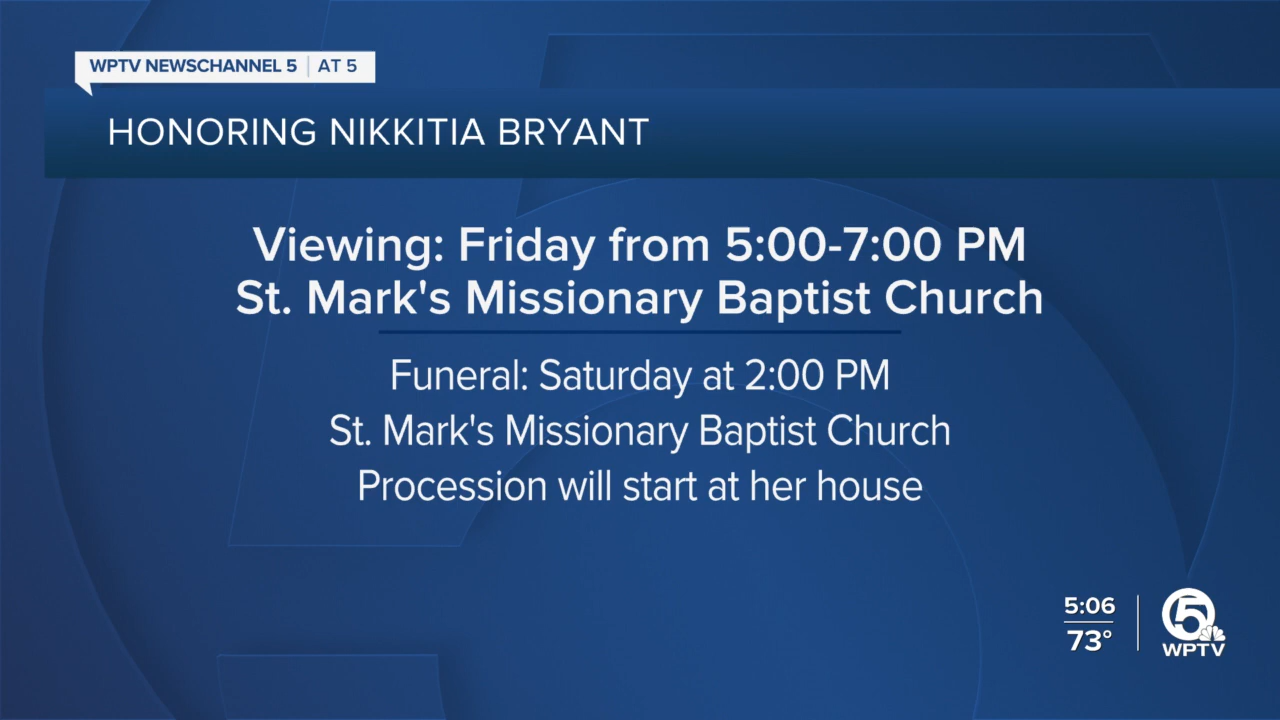 WPTV NEWSCHANNEL 5 | AT 5
HONORING NIKKITIA BRYANT
Viewing: Friday from 5:00-7:00 PM
St. Mark's Missionary Baptist Church
Funeral: Saturday at 2:00 PM
St. Mark's Missionary Baptist Church
Procession will start at her house
5:06
73°
5
WPTV